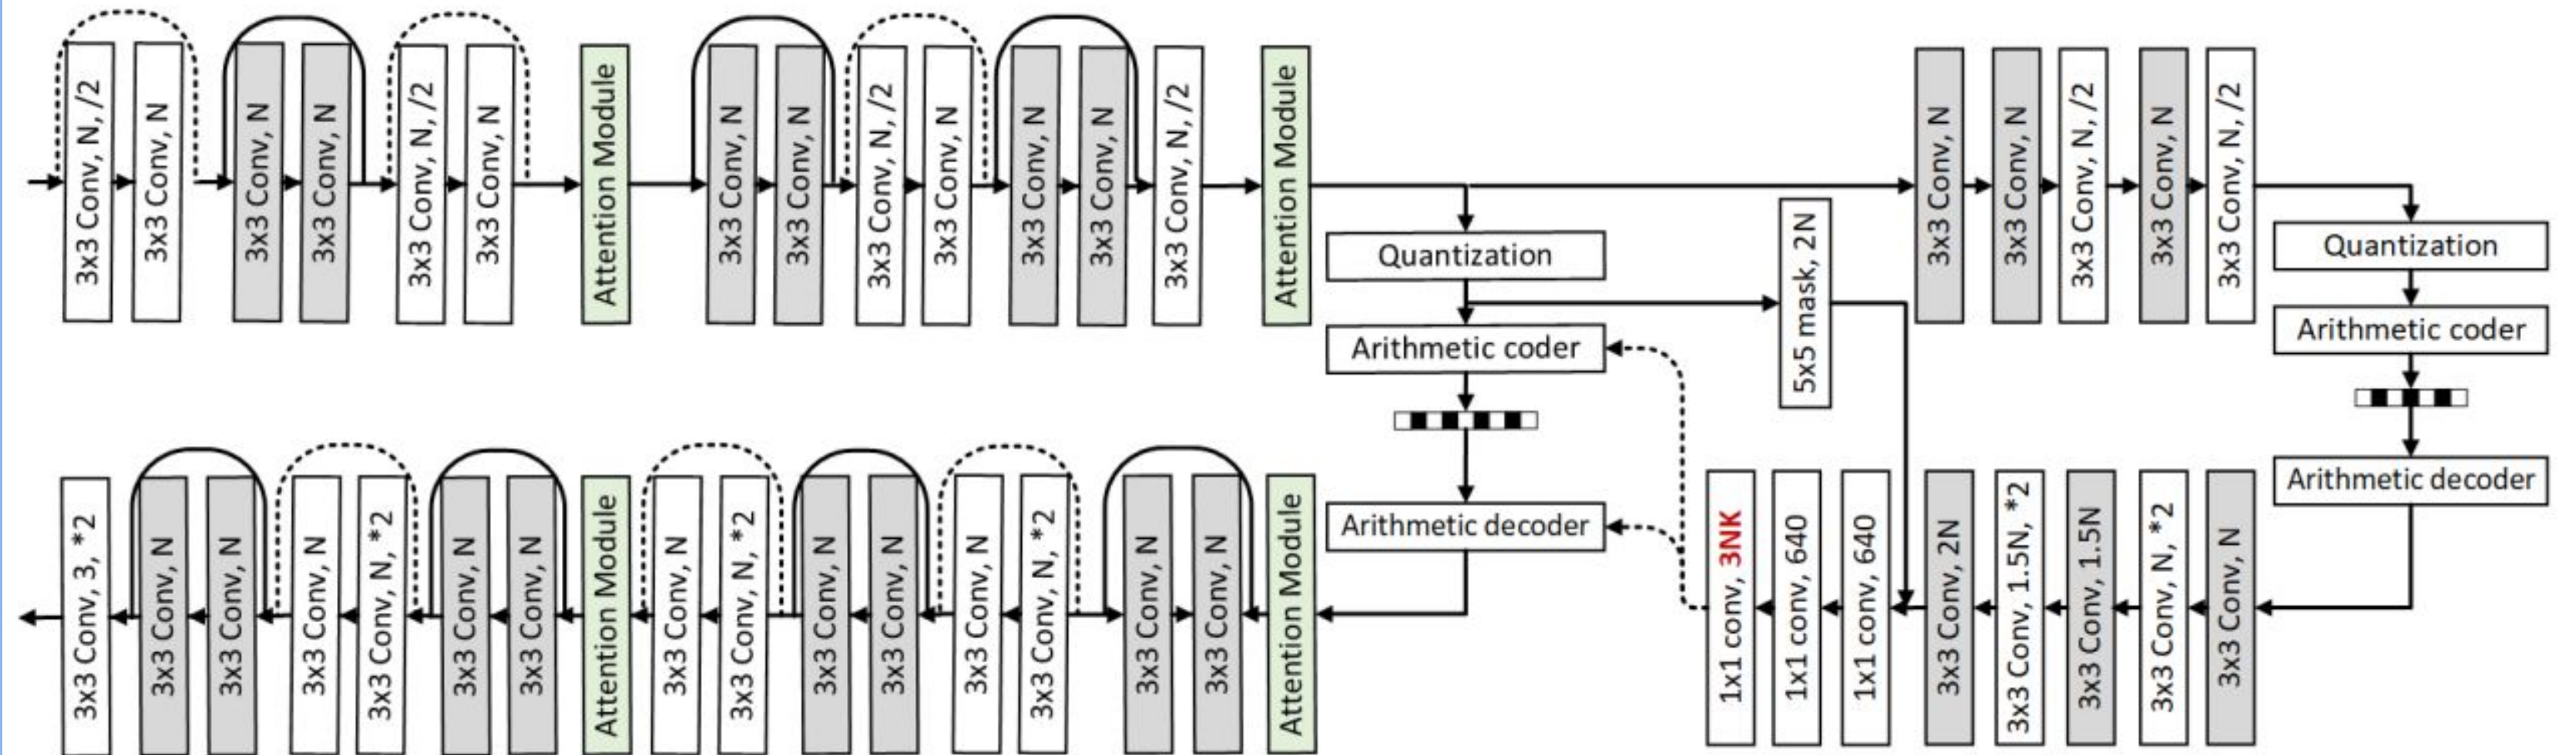 3x3 Conv, N, /2
3x3 Conv, N
3x3 Conv, N
3x3 Conv, N
3x3 Conv, N, /2
3x3 Conv, N
Attention Module
3x3 Conv, N
3x3 Conv, N
3x3 Conv, N, /2
3x3 Conv, N
3x3 Conv, N
3x3 Conv, N
3x3 Conv, N, /2
Attention Module
3x3 Conv, N
3x3 Conv, N
3x3 Conv, N, /2
3x3 Conv, N
3x3 Conv, N, /2
Quantization
Arithmetic coder
Arithmetic decoder
5x5 mask, 2N
Quantization
Arithmetic coder
Arithmetic decoder
3x3 Conv, 3, *2
3x3 Conv, N
3x3 Conv, N
3x3 Conv, N
3x3 Conv, N, *2
3x3 Conv, N
3x3 Conv, N
Attention Module
3x3 Conv, N
3x3 Conv, N, *2
3x3 Conv, N
3x3 Conv, N
3x3 Conv, N
3x3 Conv, N, *2
3x3 Conv, N
3x3 Conv, N
Attention Module
1x1 conv, 3NK
1x1 conv, 640
1x1 conv, 640
3x3 Conv, 2N
3x3 Conv, 1.5N, *2
3x3 Conv, 1.5N
3x3 Conv, N, *2
3x3 Conv, N